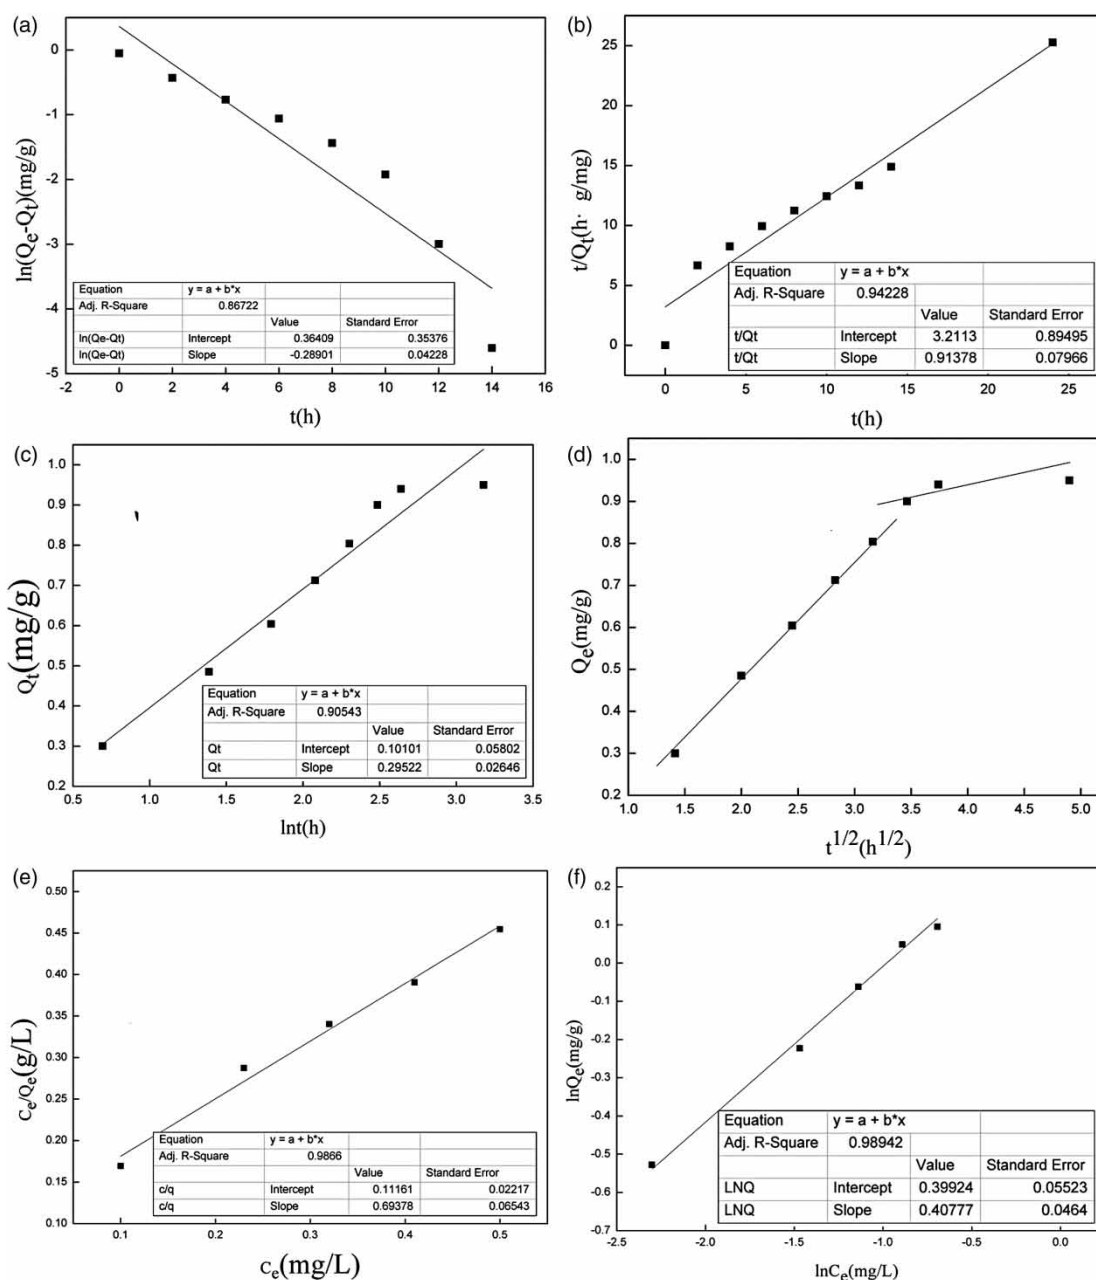 (a)
0
-1
-2
-3
-4
-5
ln(Qe-Qt)(mg/g)
Equation y = a + b*x
Adj. R-Square 0.86722
Value Standard Error
ln(Qe-Qt) Intercept 0.36409 0.35376
ln(Qe-Qt) Slope -0.28901 0.04228
-2 0 2 4 6 8 10 12 14 16
t(h)
(b)
25
20
15
10
5
0
t/Qt(h· g/mg)
Equation y = a + b*x
Adj. R-Square 0.94228
Value Standard Error
t/Qt Intercept 3.2113 0.89495
t/Qt Slope 0.91378 0.07966
0 5 10 15 20 25
t(h)
(c)
1.0
0.9
0.8
0.7
0.6
0.5
0.4
0.3
0.2
Qt(mg/g)
Equation y = a + b*x
Adj. R-Square 0.90543
Value Standard Error
Qt Intercept 0.10101 0.05802
Qt Slope 0.29522 0.02646
0.5 1.0 1.5 2.0 2.5 3.0 3.5
lnt(h)
(d)
1.0
0.9
0.8
0.7
0.6
0.5
0.4
0.3
0.2
Qe(mg/g)
1.0 1.5 2.0 2.5 3.0 3.5 4.0 4.5 5.0
t^1/2(h^1/2)
(e)
0.50
0.45
0.40
0.35
0.30
0.25
0.20
0.15
0.10
Ce/Qe(g/L)
Equation y = a + b*x
Adj. R-Square 0.9866
Value Standard Error
c/q Intercept 0.11161 0.02217
c/q Slope 0.69378 0.06543
0.1 0.2 0.3 0.4 0.5
Ce(mg/L)
(f)
0.2
0.1
0.0
-0.1
-0.2
-0.3
-0.4
-0.5
-0.6
-0.7
lnQe(mg/g)
Equation y = a + b*x
Adj. R-Square 0.98942
Value Standard Error
LNQ Intercept 0.39924 0.05523
LNQ Slope 0.40777 0.0464
-2.5 -2.0 -1.5 -1.0 -0.5 0.0
lnCe(mg/L)